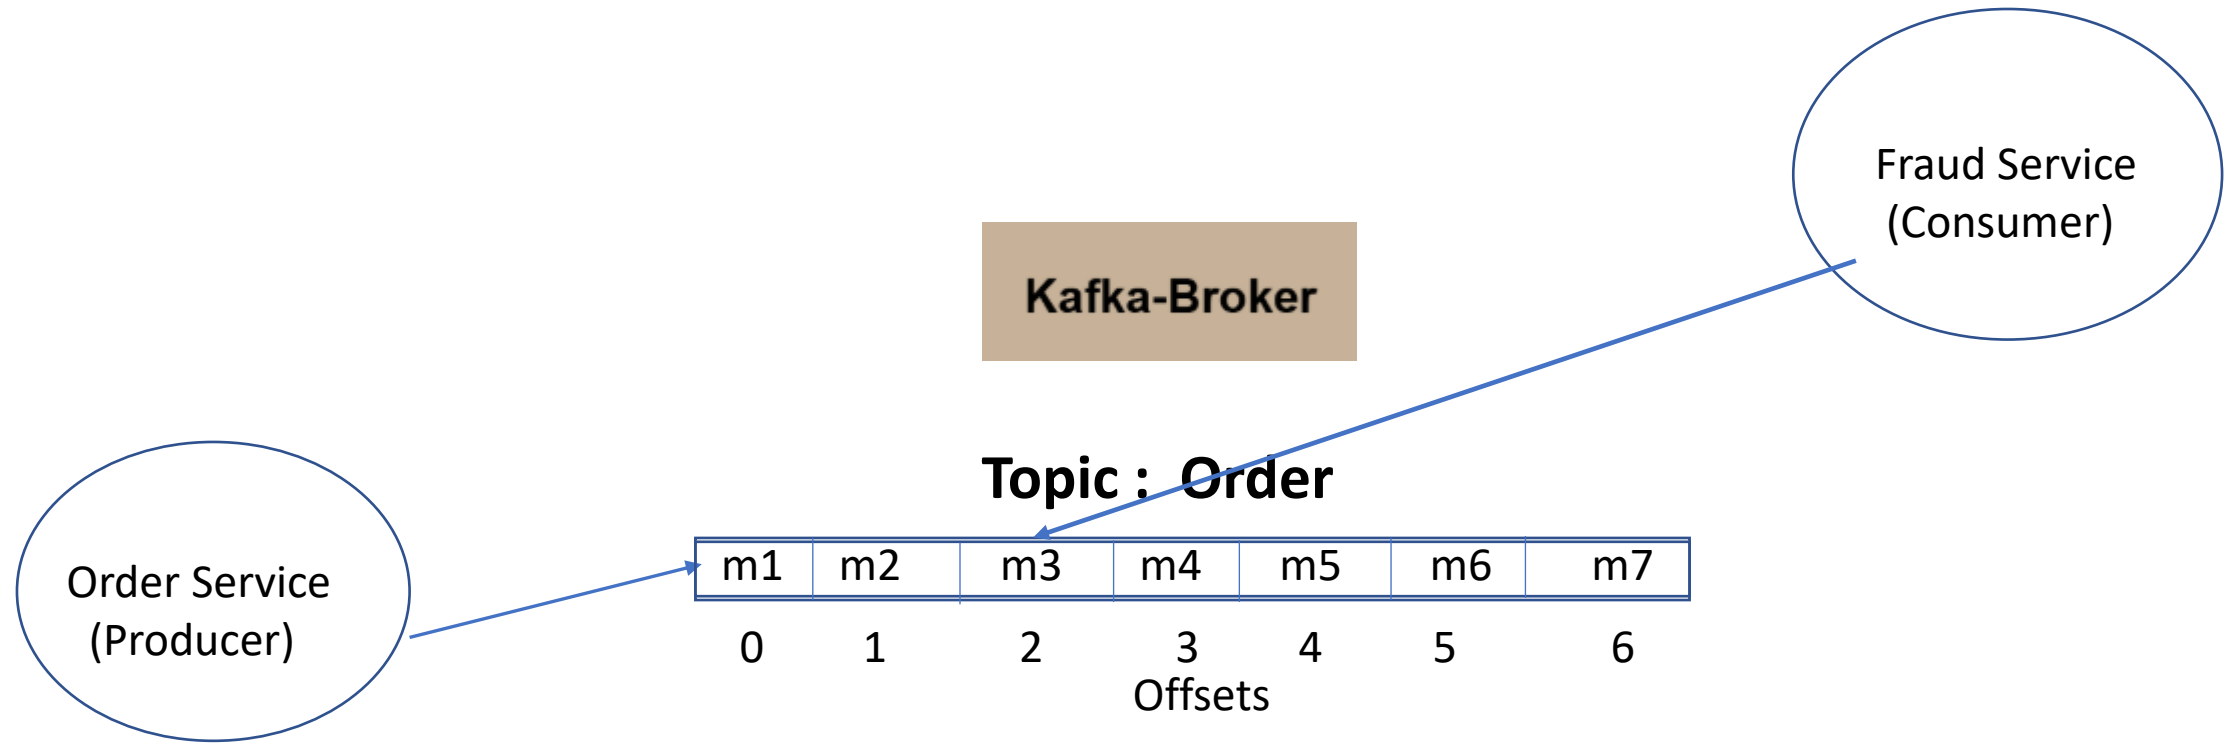 Fraud Service
(Consumer)
Kafka-Broker
Topic : Order
Order Service
(Producer)
m1 m2 m3 m4 m5 m6 m7
0 1 2 3 4 5 6
Offsets